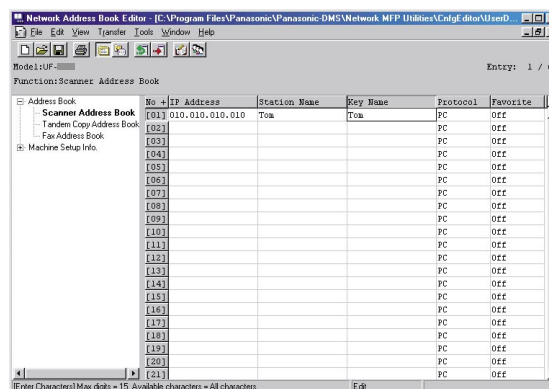 Network Address Book Editor - [C:\Program Files\Panasonic\Panasonic-DMS\Network MFP Utilities\CnfgEditor\UserD...
File Edit View Transfer Tools Window Help
Model:UF-
Entry: 1 /
Function:Scanner Address Book
Address Book
Scanner Address Book
Tandem Copy Address Book
Fax Address Book
Machine Setup Info.
No + IP Address Station Name Key Name Protocol Favorite
[01] 010.010.010.010 Tom Tom PC Off
[02] PC Off
[03] PC Off
[04] PC Off
[05] PC Off
[06] PC Off
[07] PC Off
[08] PC Off
[09] PC Off
[10] PC Off
[11] PC Off
[12] PC Off
[13] PC Off
[14] PC Off
[15] PC Off
[16] PC Off
[17] PC Off
[18] PC Off
[19] PC Off
[20] PC Off
[21] PC Off
[Enter Characters] Max digits = 15 Available characters = All characters Edit